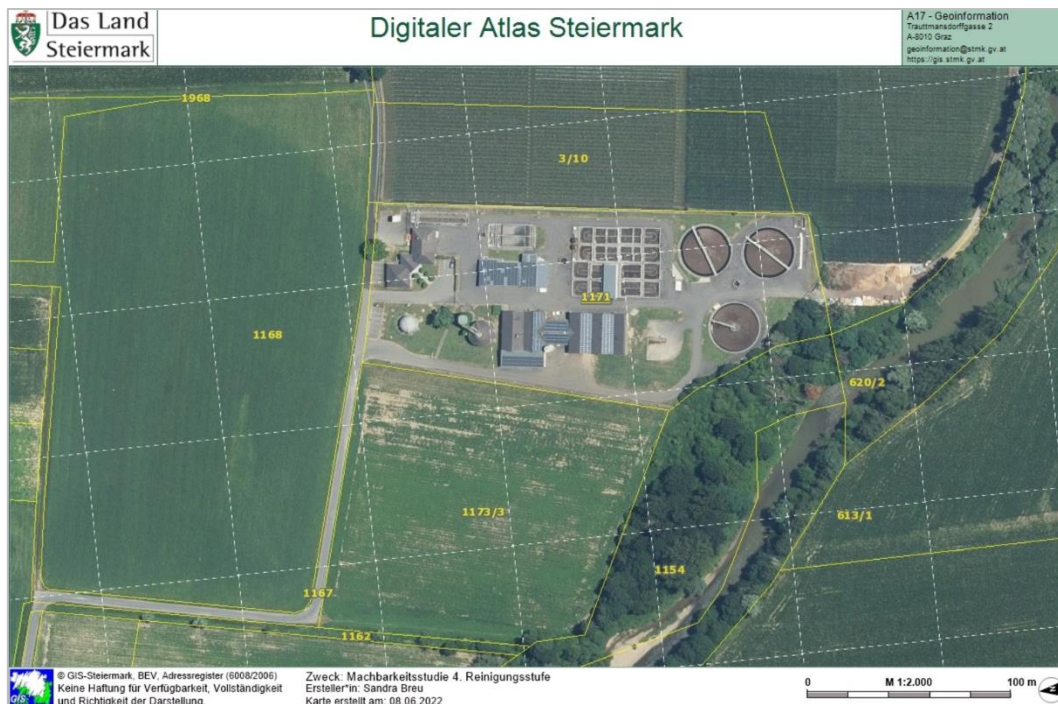 Das Land
Steiermark
Digitaler Atlas Steiermark
A17 - Geoinformation
Trauttmansdorffgasse 2
A-8010 Graz
geoinformation@stmk.gv.at
https://gis.stmk.gv.at
1968
3/10
1171
1168
620/2
1173/3
613/1
1154
1167
1162
GIS
© GIS-Steiermark, BEV, Adressregister (6008/2006)
Keine Haftung für Verfügbarkeit, Vollständigkeit
und Richtigkeit der Darstellung.
Zweck: Machbarkeitsstudie 4. Reinigungsstufe
Ersteller*in: Sandra Breu
Karte erstellt am: 08.06.2022
0 M 1:2.000 100 m
N